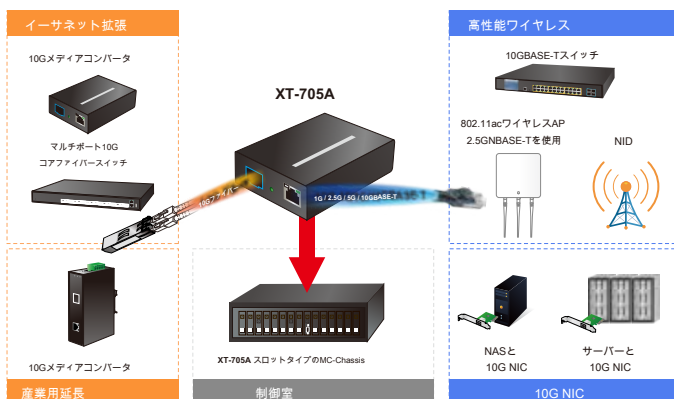 イーサネット拡張
10Gメディアコンバータ
マルチポート10G
コアファイバースイッチ
10Gファイバー
10Gメディアコンバータ
産業用延長
XT-705A
1G / 2.5G / 5G / 10GBASE-T
XT-705A スロットタイプのMC-Chassis
制御室
高性能ワイヤレス
10GBASE-Tスイッチ
802.11acワイヤレスAP
2.5GNBASE-Tを使用
NID
NASと
10G NIC
サーバーと
10G NIC
10G NIC